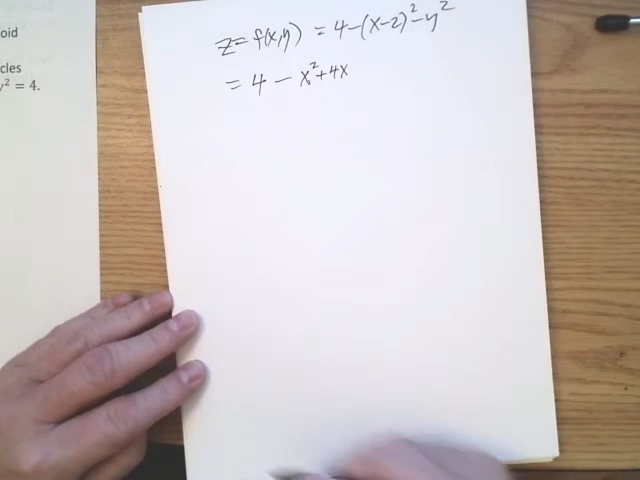 oid
cles
y² = 4.
z = f(x,y) = 4-(x-2)²-y²
= 4 - x²+4x